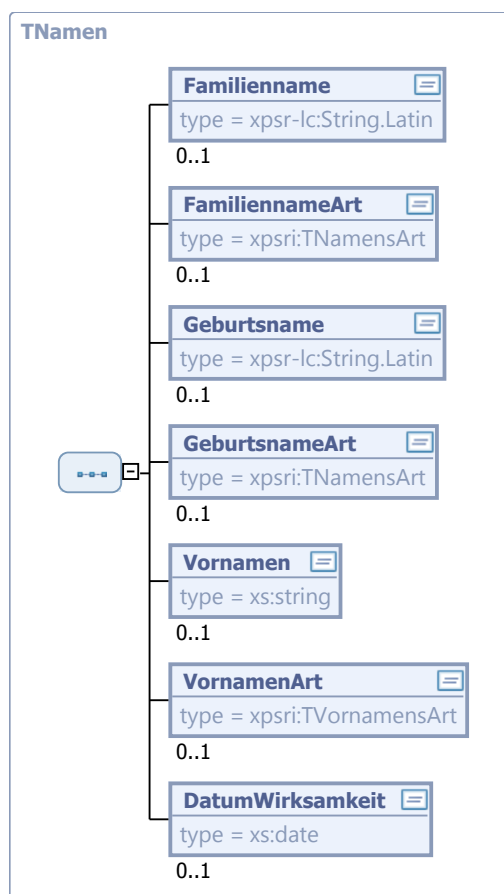 TNamen
Familienname
type = xpsr-lc:String.Latin
0..1
FamiliennameArt
type = xpsri:TNamensArt
0..1
Geburtsname
type = xpsr-lc:String.Latin
0..1
GeburtsnameArt
type = xpsri:TNamensArt
0..1
Vornamen
type = xs:string
0..1
VornamenArt
type = xpsri:TVornamensArt
0..1
DatumWirksamkeit
type = xs:date
0..1